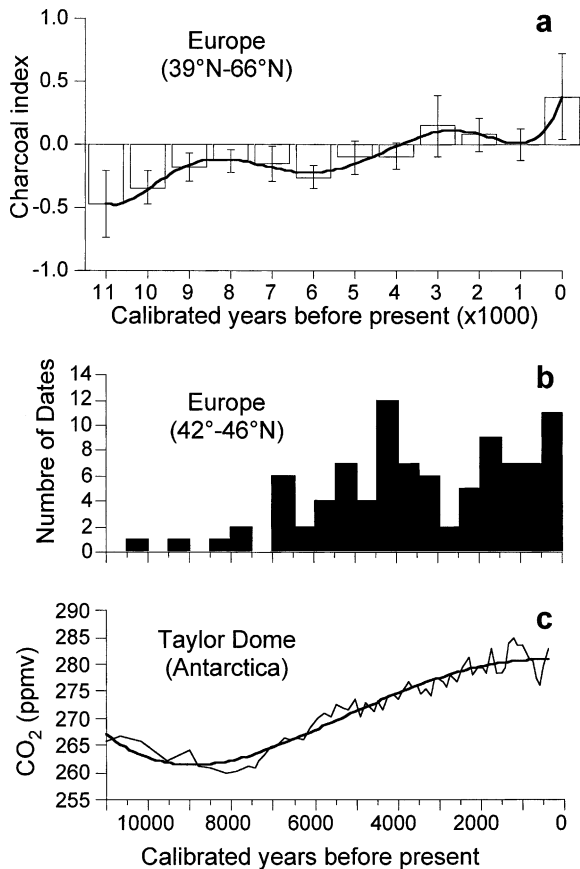 a
Europe
(39°N-66°N)
Charcoal index
1.0
0.5
0.0
-0.5
-1.0
11 10 9 8 7 6 5 4 3 2 1 0
Calibrated years before present (x1000)
b
Europe
(42°-46°N)
Numbre of Dates
14
12
10
8
6
4
2
0
c
Taylor Dome
(Antarctica)
CO2 (ppmv)
290
285
280
275
270
265
260
255
10000 8000 6000 4000 2000 0
Calibrated years before present